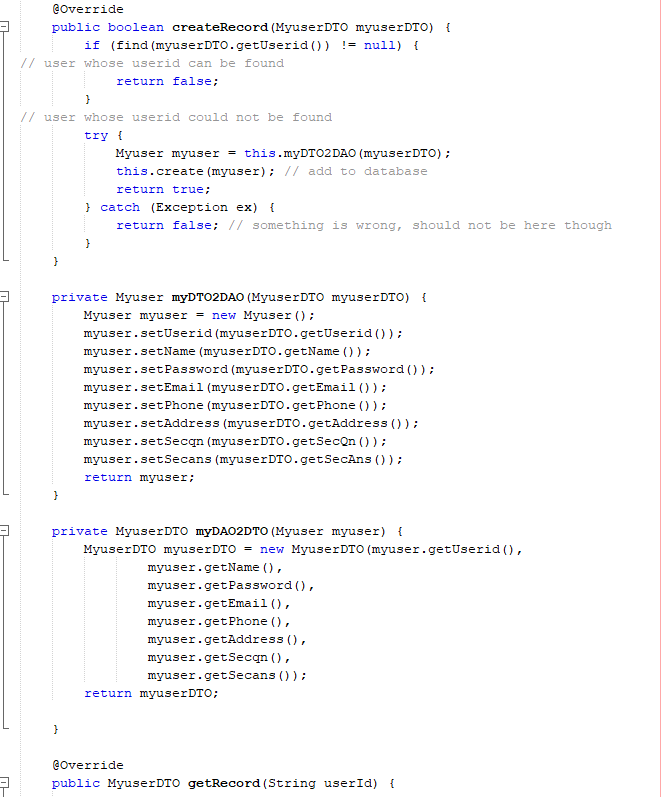 @Override
public boolean createRecord(MyuserDTO myuserDTO) {
if (find(myuserDTO.getUserid()) != null) {
// user whose userid can be found
return false;
}
// user whose userid could not be found
try {
Myuser myuser = this.myDTO2DAO(myuserDTO);
this.create(myuser); // add to database
return true;
} catch (Exception ex) {
return false; // something is wrong, should not be here though
}
}
private Myuser myDTO2DAO(MyuserDTO myuserDTO) {
Myuser myuser = new Myuser();
myuser.setUserid(myuserDTO.getUserid());
myuser.setName(myuserDTO.getName());
myuser.setPassword(myuserDTO.getPassword());
myuser.setEmail(myuserDTO.getEmail());
myuser.setPhone(myuserDTO.getPhone());
myuser.setAddress(myuserDTO.getAddress());
myuser.setSecqn(myuserDTO.getSecQn());
myuser.setSecans(myuserDTO.getSecAns());
return myuser;
}
private MyuserDTO myDAO2DTO(Myuser myuser) {
MyuserDTO myuserDTO = new MyuserDTO(myuser.getUserid(),
myuser.getName(),
myuser.getPassword(),
myuser.getEmail(),
myuser.getPhone(),
myuser.getAddress(),
myuser.getSecqn(),
myuser.getSecans());
return myuserDTO;
}
@Override
public MyuserDTO getRecord(String userId) {